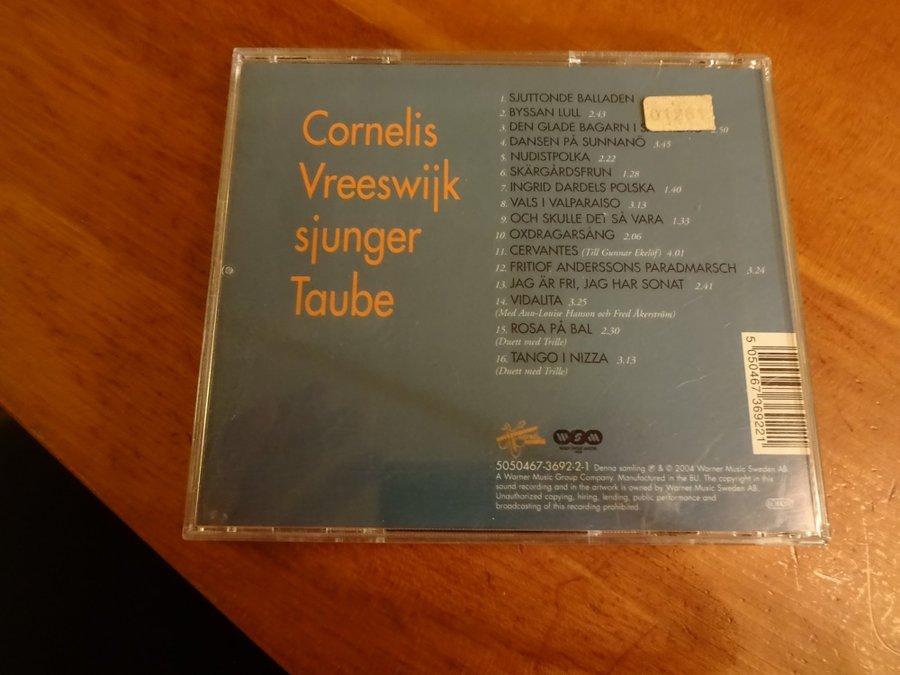 Cornelis
Vreeswijk
sjunger
Taube
1. SJUTTONDE BALLADEN
2. BYSSAN LULL 2.43
3. DEN GLADE BAGARN I S
4. DANSEN PÅ SUNNANÖ 3.45
5. NUDISTPOLKA 2.22
6. SKÄRGÅRDSFRUN 1.28
7. INGRID DARDELS POLSKA 1.40
8. VALS I VALPARAISO 3.13
9. OCH SKULLE DET SÅ VARA 1.33
10. OXDRAGARSÅNG 2.06
11. CERVANTES (Till Gunnar Ekelöf) 4.01
12. FRITIOF ANDERSSONS PARADMARSCH 3.24
13. JAG ÄR FRI, JAG HAR SONAT 2.41
14. VIDALITA 3.25
(Med Ann-Louise Hanson och Fred Åkerström)
15. ROSA PÅ BAL 2.30
(Duett med Trille)
16. TANGO I NIZZA 3.13
(Duett med Trille)
5 050467 369221
WSM
5050467-3692-2-1 Denna samling ℗ & © 2004 Warner Music Sweden AB.
A Warner Music Group Company. Manufactured in the EU. The copyright in this
sound recording and in the artwork is owned by Warner Music Sweden AB.
Unauthorized copying, hiring, lending, public performance and
broadcasting of this recording prohibited.